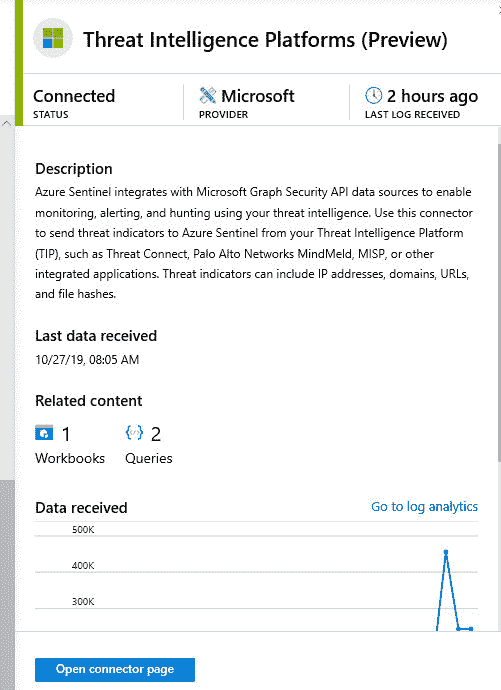 Threat Intelligence Platforms (Preview)
Connected
STATUS
Microsoft
PROVIDER
2 hours ago
LAST LOG RECEIVED
Description
Azure Sentinel integrates with Microsoft Graph Security API data sources to enable
monitoring, alerting, and hunting using your threat intelligence. Use this connector
to send threat indicators to Azure Sentinel from your Threat Intelligence Platform
(TIP), such as Threat Connect, Palo Alto Networks MindMeld, MISP, or other
integrated applications. Threat indicators can include IP addresses, domains, URLs,
and file hashes.
Last data received
10/27/19, 08:05 AM
Related content
1
Workbooks
2
Queries
Data received
Go to log analytics
500K
400K
300K
Open connector page